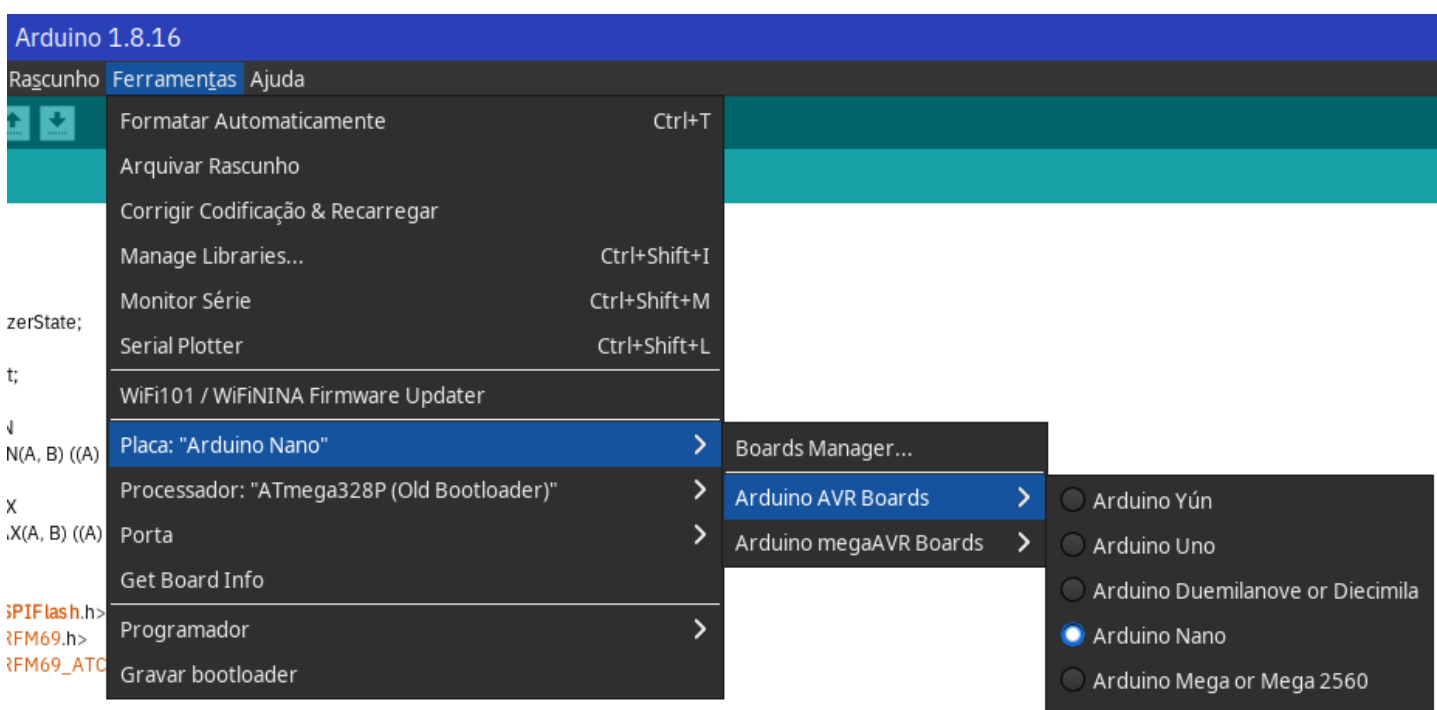 Arduino 1.8.16
Rascunho Ferramentas Ajuda
Formatar Automaticamente Ctrl+T
Arquivar Rascunho
Corrigir Codificação & Recarregar
Manage Libraries... Ctrl+Shift+I
Monitor Série Ctrl+Shift+M
zerState;
Serial Plotter Ctrl+Shift+L
t;
WiFi101 / WiFiNINA Firmware Updater
N
N(A, B) ((A)
Placa: "Arduino Nano"
Boards Manager...
Processador: "ATmega328P (Old Bootloader)"
Arduino AVR Boards
Arduino Yún
X
X(A, B) ((A)
Porta
Arduino megaAVR Boards
Arduino Uno
Get Board Info
Arduino Duemilanove or Diecimila
SPIFlash.h>
RFM69.h>
Programador
Arduino Nano
RFM69_ATC
Gravar bootloader
Arduino Mega or Mega 2560